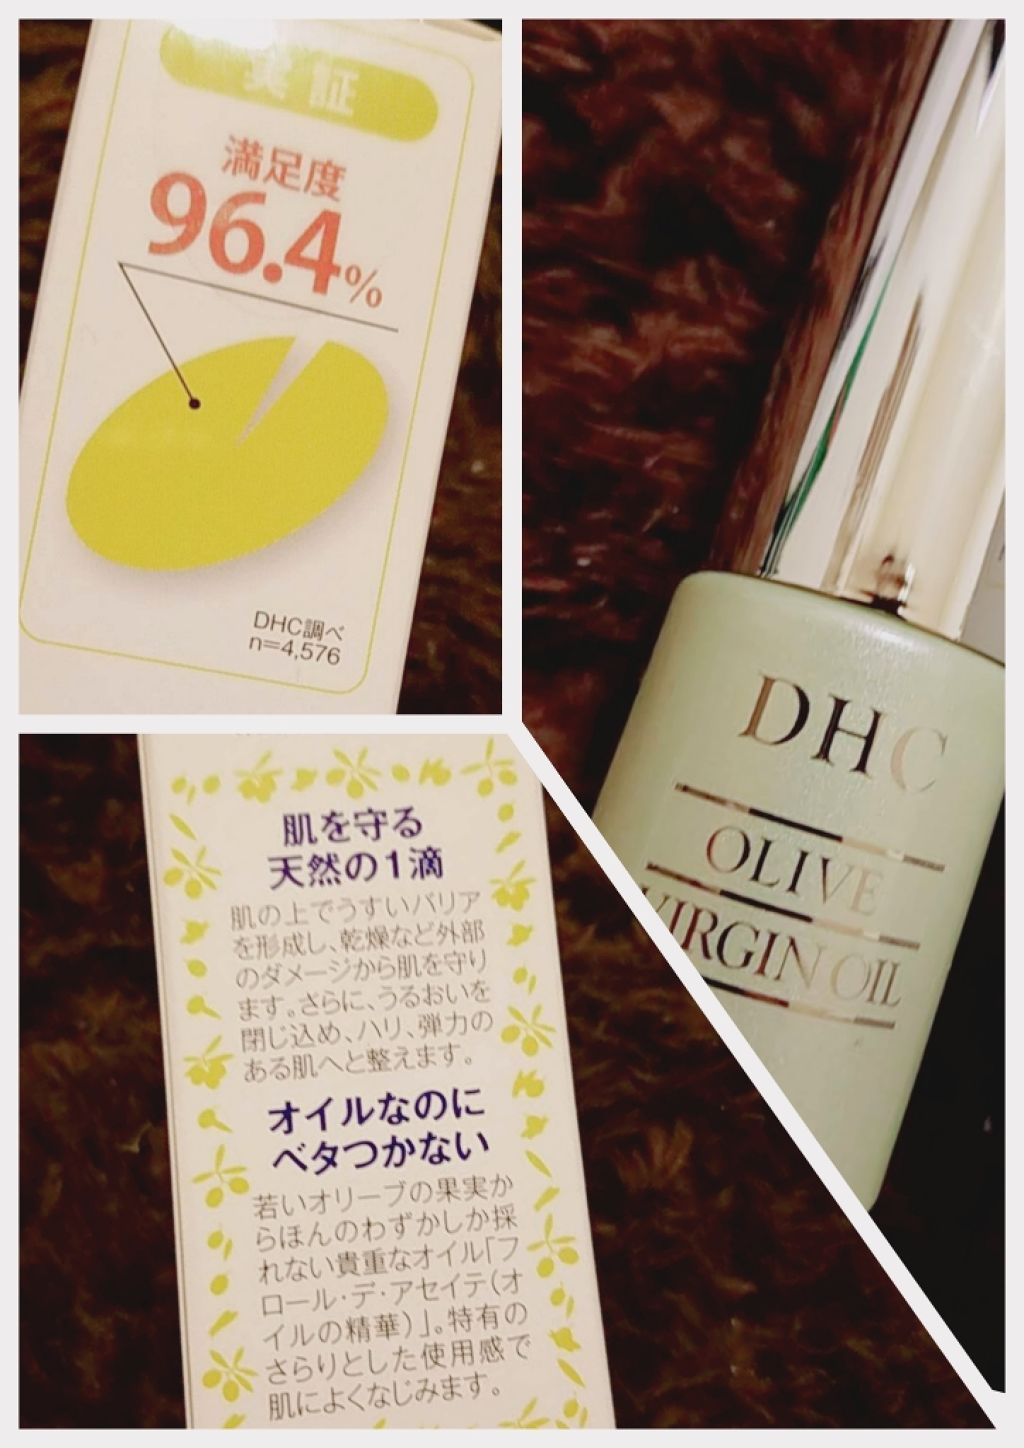 実証
満足度
96.4%
DHC調べ
n=4,576
DHC
OLIVE
VIRGIN OIL
肌を守る
天然の1滴
肌の上でうすいバリア
を形成し、乾燥など外部
のダメージから肌を守り
ます。さらに、うるおいを
閉じ込め、ハリ、弾力の
ある肌へと整えます。
オイルなのに
ベタつかない
若いオリーブの果実か
らほんのわずかしか採
れない貴重なオイル「フ
ロール・デ・アセイテ（オ
イルの精華）」。特有の
さらりとした使用感で
肌によくなじみます。